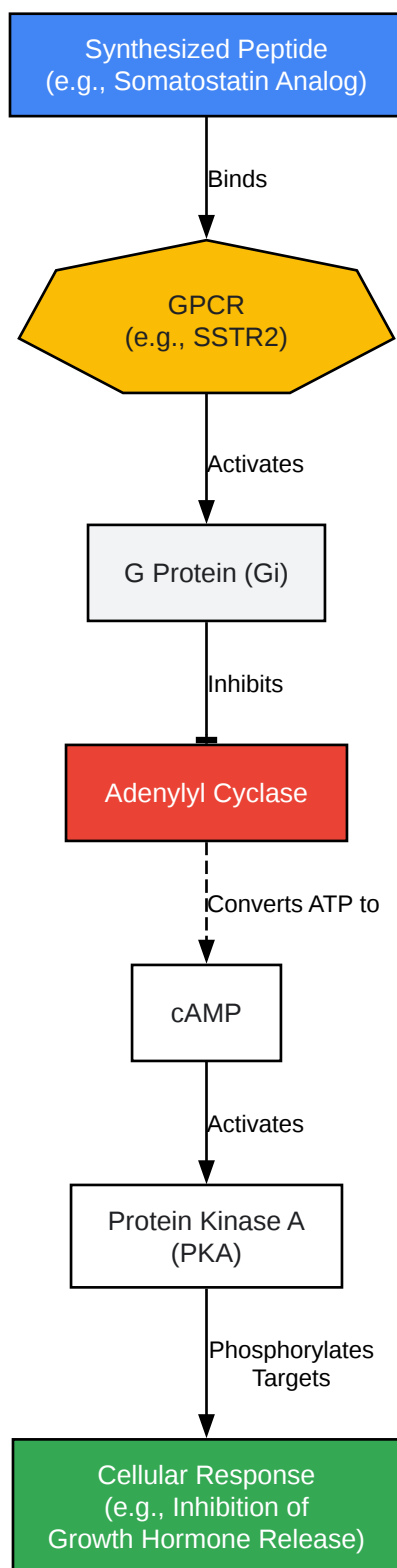 Synthesized Peptide
(e.g., Somatostatin Analog)
Binds
GPCR
(e.g., SSTR2)
Activates
G Protein (Gi)
Inhibits
Adenylyl Cyclase
Converts ATP to
cAMP
Activates
Protein Kinase A
(PKA)
Phosphorylates
Targets
Cellular Response
(e.g., Inhibition of
Growth Hormone Release)